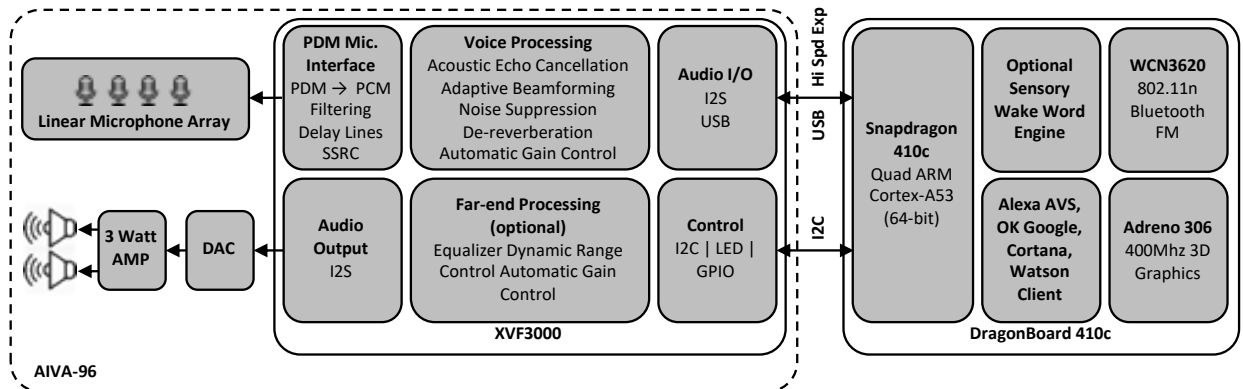 Linear Microphone Array
PDM Mic.
Interface
PDM → PCM
Filtering
Delay Lines
SSRC
Voice Processing
Acoustic Echo Cancellation
Adaptive Beamforming
Noise Suppression
De-reverberation
Automatic Gain Control
Audio I/O
I2S
USB
Hi Spd Exp
USB
Snapdragon
410c
Quad ARM
Cortex-A53
(64-bit)
Optional
Sensory
Wake Word
Engine
WCN3620
802.11n
Bluetooth
FM
3 Watt
AMP
DAC
Audio
Output
I2S
Far-end Processing
(optional)
Equalizer Dynamic Range
Control Automatic Gain
Control
Control
I2C | LED |
GPIO
I2C
Alexa AVS,
OK Google,
Cortana,
Watson
Client
Adreno 306
400Mhz 3D
Graphics
XVF3000
DragonBoard 410c
AIVA-96